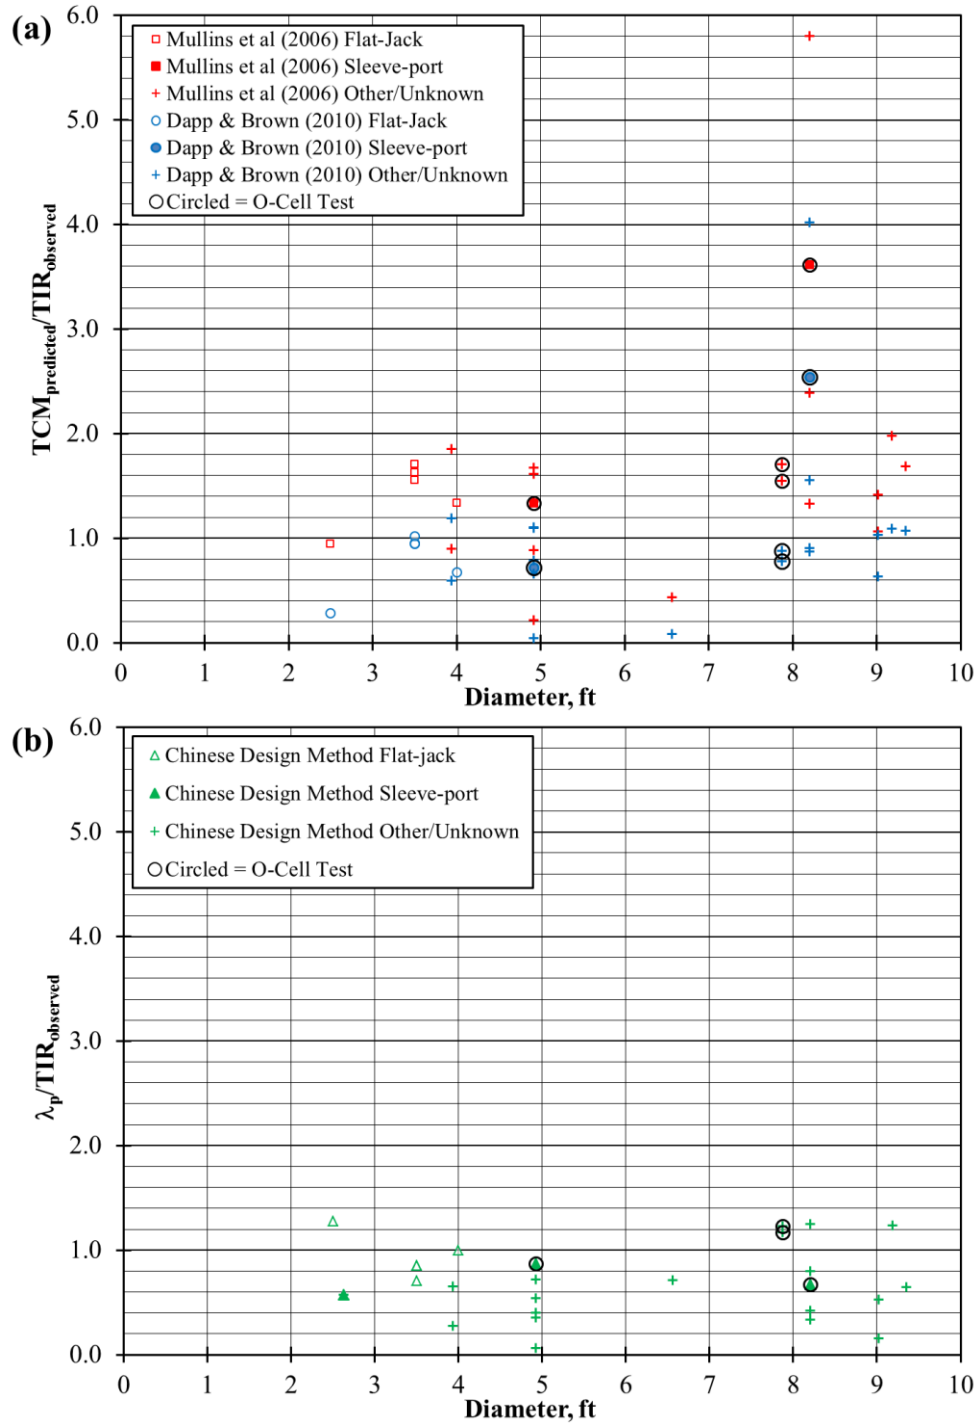 (a)
6.0
5.0
4.0
3.0
2.0
1.0
0.0
TCMpredicted/TIRobserved
Mullins et al (2006) Flat-Jack
Mullins et al (2006) Sleeve-port
Mullins et al (2006) Other/Unknown
Dapp & Brown (2010) Flat-Jack
Dapp & Brown (2010) Sleeve-port
Dapp & Brown (2010) Other/Unknown
Circled = O-Cell Test
0 1 2 3 4 5 6 7 8 9 10
Diameter, ft
(b)
6.0
5.0
4.0
3.0
2.0
1.0
0.0
λp/TIRobserved
Chinese Design Method Flat-jack
Chinese Design Method Sleeve-port
Chinese Design Method Other/Unknown
Circled = O-Cell Test
0 1 2 3 4 5 6 7 8 9 10
Diameter, ft